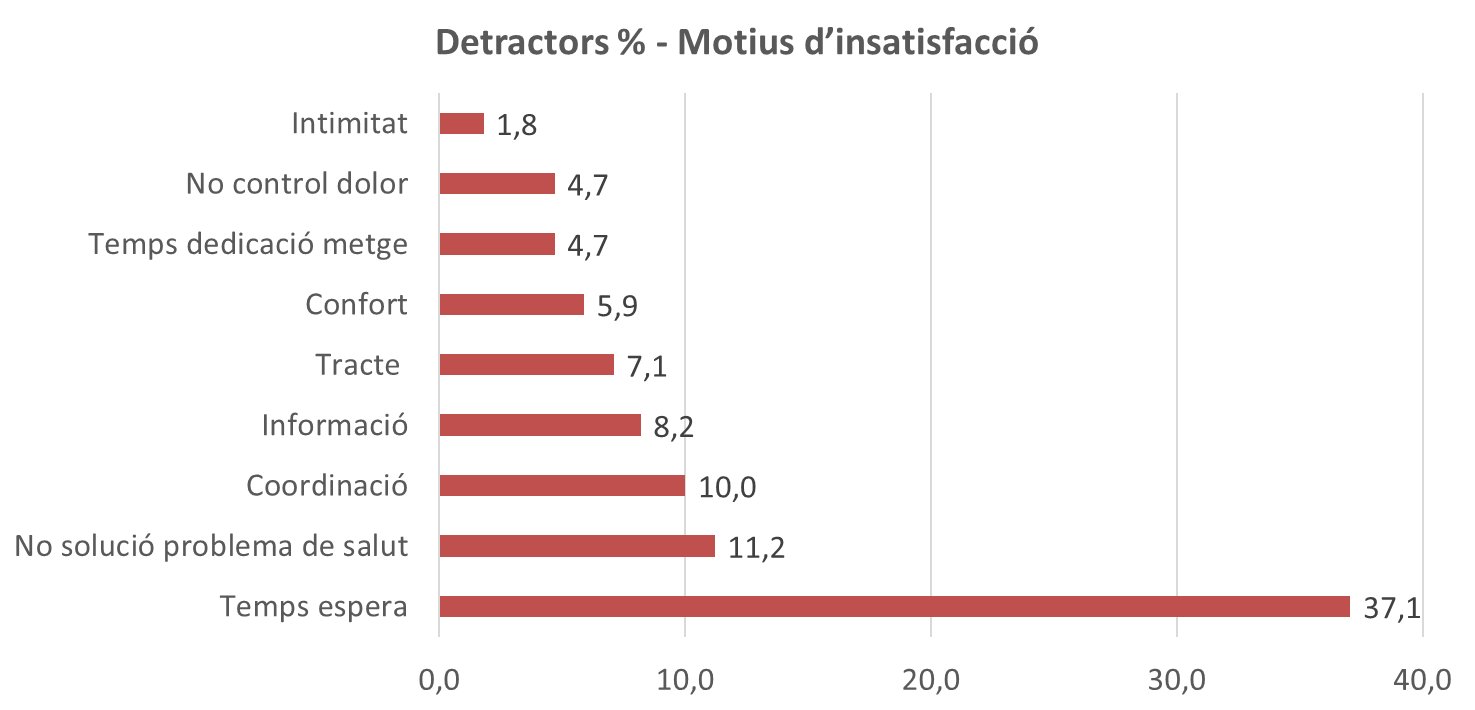 Detractors % - Motius d’insatisfacció
Intimitat 1,8
No control dolor 4,7
Temps dedicació metge 4,7
Confort 5,9
Tracte 7,1
Informació 8,2
Coordinació 10,0
No solució problema de salut 11,2
Temps espera 37,1
0,0 10,0 20,0 30,0 40,0